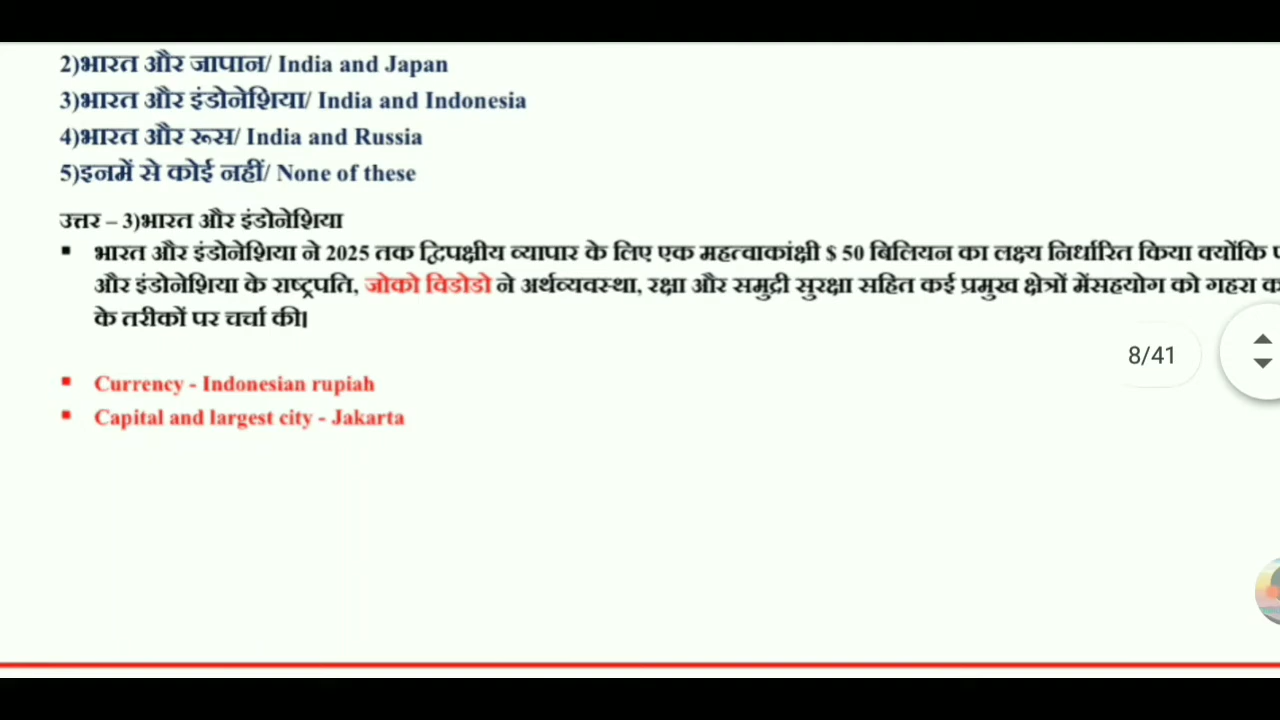 2)भारत और जापान/ India and Japan
3)भारत और इंडोनेशिया/ India and Indonesia
4)भारत और रूस/ India and Russia
5)इनमें से कोई नहीं/ None of these
उत्तर – 3)भारत और इंडोनेशिया
▪ भारत और इंडोनेशिया ने 2025 तक द्विपक्षीय व्यापार के लिए एक महत्वाकांक्षी $ 50 बिलियन का लक्ष्य निर्धारित किया क्योंकि
और इंडोनेशिया के राष्ट्रपति, जोको विडोडो ने अर्थव्यवस्था, रक्षा और समुद्री सुरक्षा सहित कई प्रमुख क्षेत्रों मेंसहयोग को गहरा
के तरीकों पर चर्चा की।
8/41
▪ Currency - Indonesian rupiah
▪ Capital and largest city - Jakarta